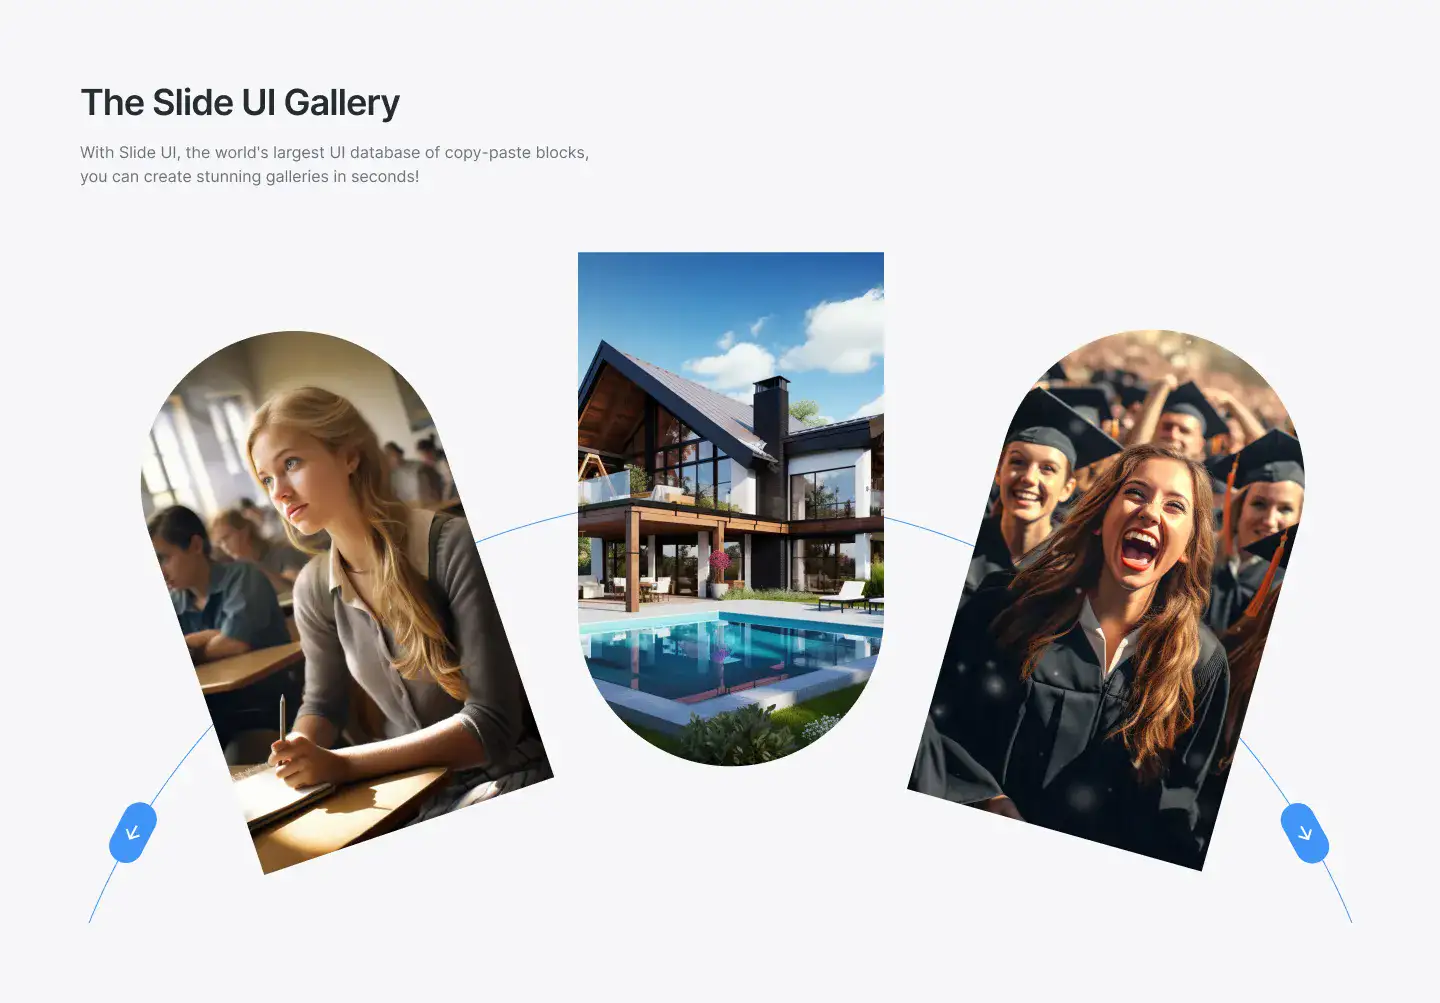 The Slide UI Gallery
With Slide UI, the world's largest UI database of copy-paste blocks,
you can create stunning galleries in seconds!